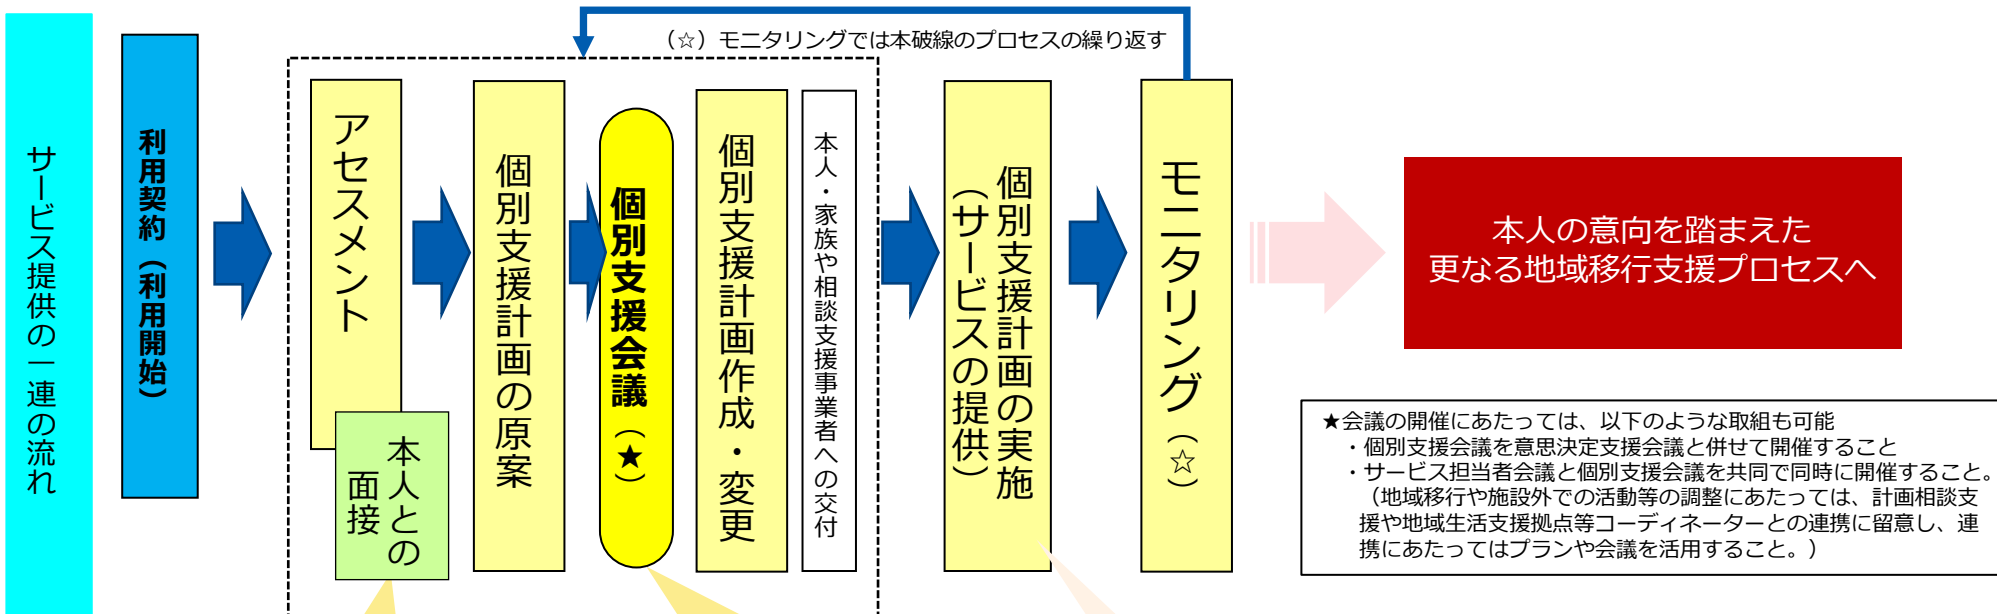 サービス提供の一連の流れ
利用契約（利用開始）
（☆）モニタリングでは本破線のプロセスの繰り返す
アセスメント
本人との
面接
個別支援計画の原案
個別支援会議（★）
個別支援計画作成・変更
本人・家族や相談支援事業者への交付
個別支援計画の実施
（サービスの提供）
モニタリング（☆）
本人の意向を踏まえた
更なる地域移行支援プロセスへ
★会議の開催にあたっては、以下のような取組も可能
・個別支援会議を意思決定支援会議と併せて開催すること
・サービス担当者会議と個別支援会議を共同で同時に開催すること。
（地域移行や施設外での活動等の調整にあたっては、計画相談支
援や地域生活支援拠点等コーディネーターとの連携に留意し、連
携にあたってはプランや会議を活用すること。）